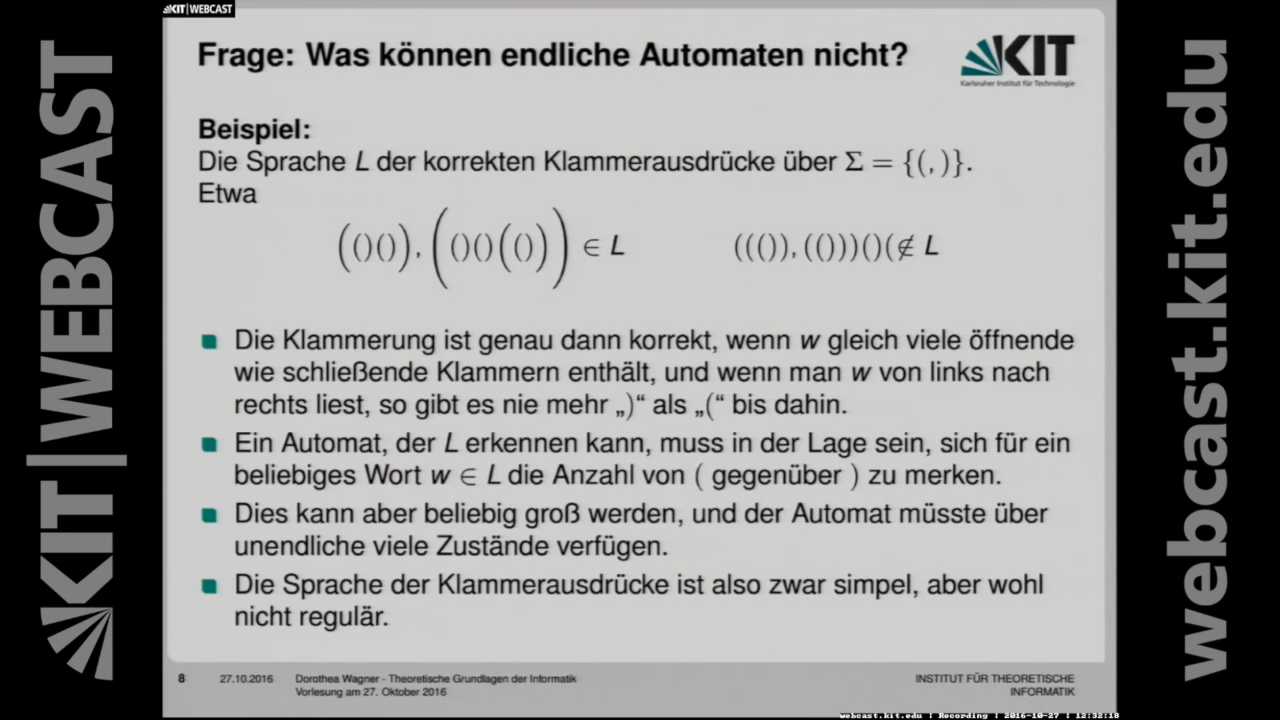 KIT|WEBCAST
Frage: Was können endliche Automaten nicht?
KIT
Karlsruher Institut für Technologie
Beispiel:
Die Sprache L der korrekten Klammerausdrücke über Σ = {(, )}.
Etwa
(()()), (()()(())) ∈ L ((()), (()))()(∉ L
Die Klammerung ist genau dann korrekt, wenn w gleich viele öffnende
wie schließende Klammern enthält, und wenn man w von links nach
rechts liest, so gibt es nie mehr „)“ als „(“ bis dahin.
Ein Automat, der L erkennen kann, muss in der Lage sein, sich für ein
beliebiges Wort w ∈ L die Anzahl von ( gegenüber ) zu merken.
Dies kann aber beliebig groß werden, und der Automat müsste über
unendliche viele Zustände verfügen.
Die Sprache der Klammerausdrücke ist also zwar simpel, aber wohl
nicht regulär.
8 27.10.2016 Dorothea Wagner - Theoretische Grundlagen der Informatik
Vorlesung am 27. Oktober 2016
INSTITUT FÜR THEORETISCHE
INFORMATIK
KIT|WEBCAST
webcast.kit.edu
webcast.kit.edu | Recording | 2016-10-27 | 12:32:18